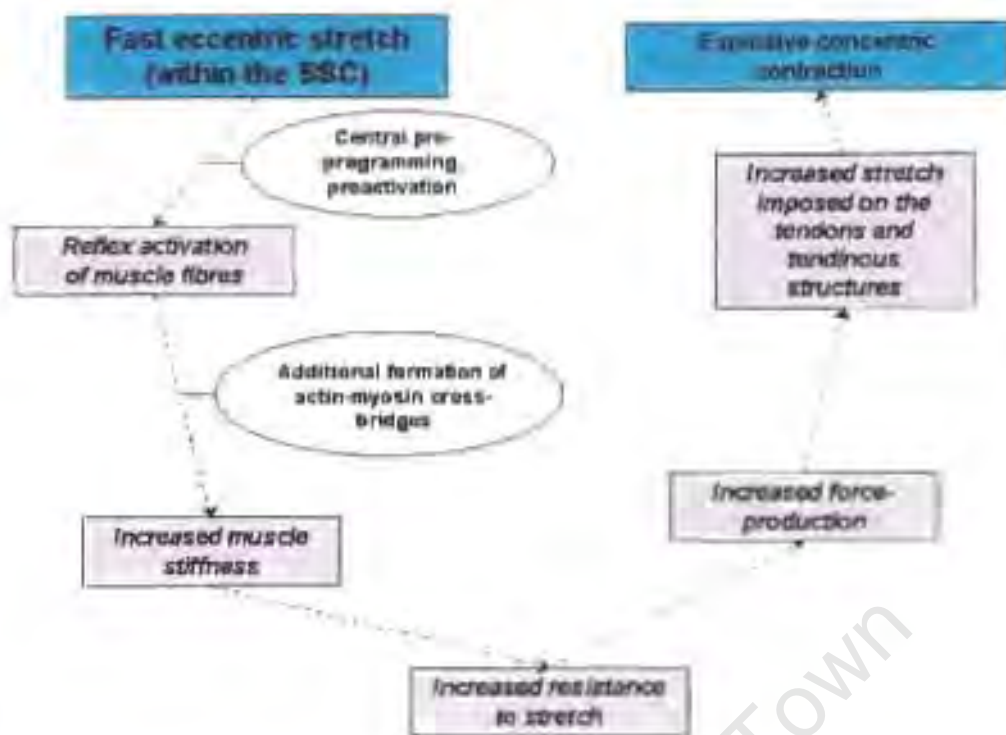 Fast eccentric stretch
(within the SSC)
Central pre-
programming,
preactivation
Reflex activation
of muscle fibres
Additional formation of
actin-myosin cross-
bridges
Increased muscle
stiffness
Increased resistance
to stretch
Increased force-
production
Increased stretch
imposed on the
tendons and
tendinous
structures
Explosive concentric
contraction
Town